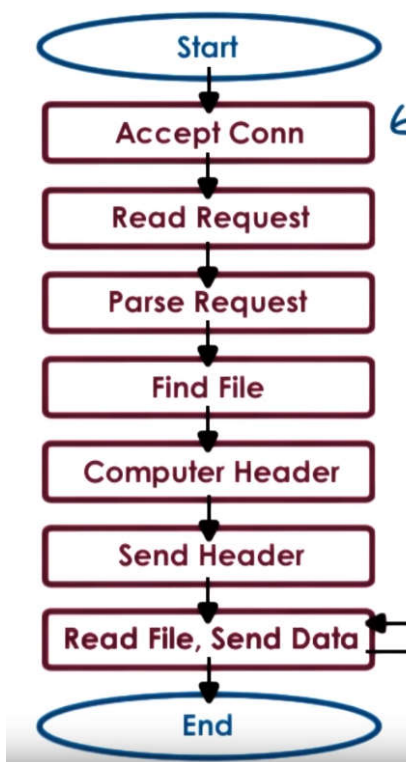 Start
Accept Conn
Read Request
Parse Request
Find File
Computer Header
Send Header
Read File, Send Data
End